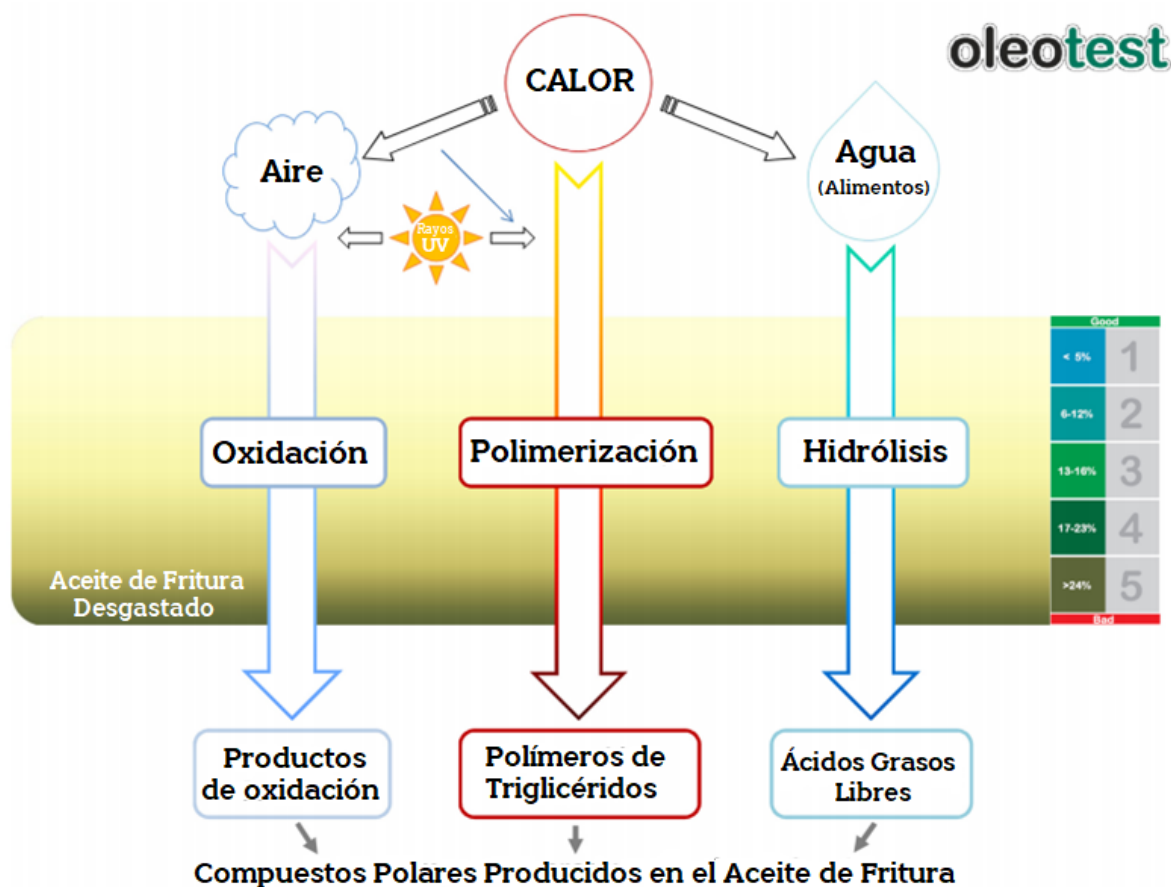 oleotest
CALOR
Aire
Agua
(Alimentos)
Rayos
UV
Good
< 5%
1
6-12%
2
13-16%
3
17-23%
4
>24%
5
Bad
Oxidación
Polimerización
Hidrólisis
Aceite de Fritura
Desgastado
Productos
de oxidación
Polímeros de
Triglicéridos
Ácidos Grasos
Libres
Compuestos Polares Producidos en el Aceite de Fritura